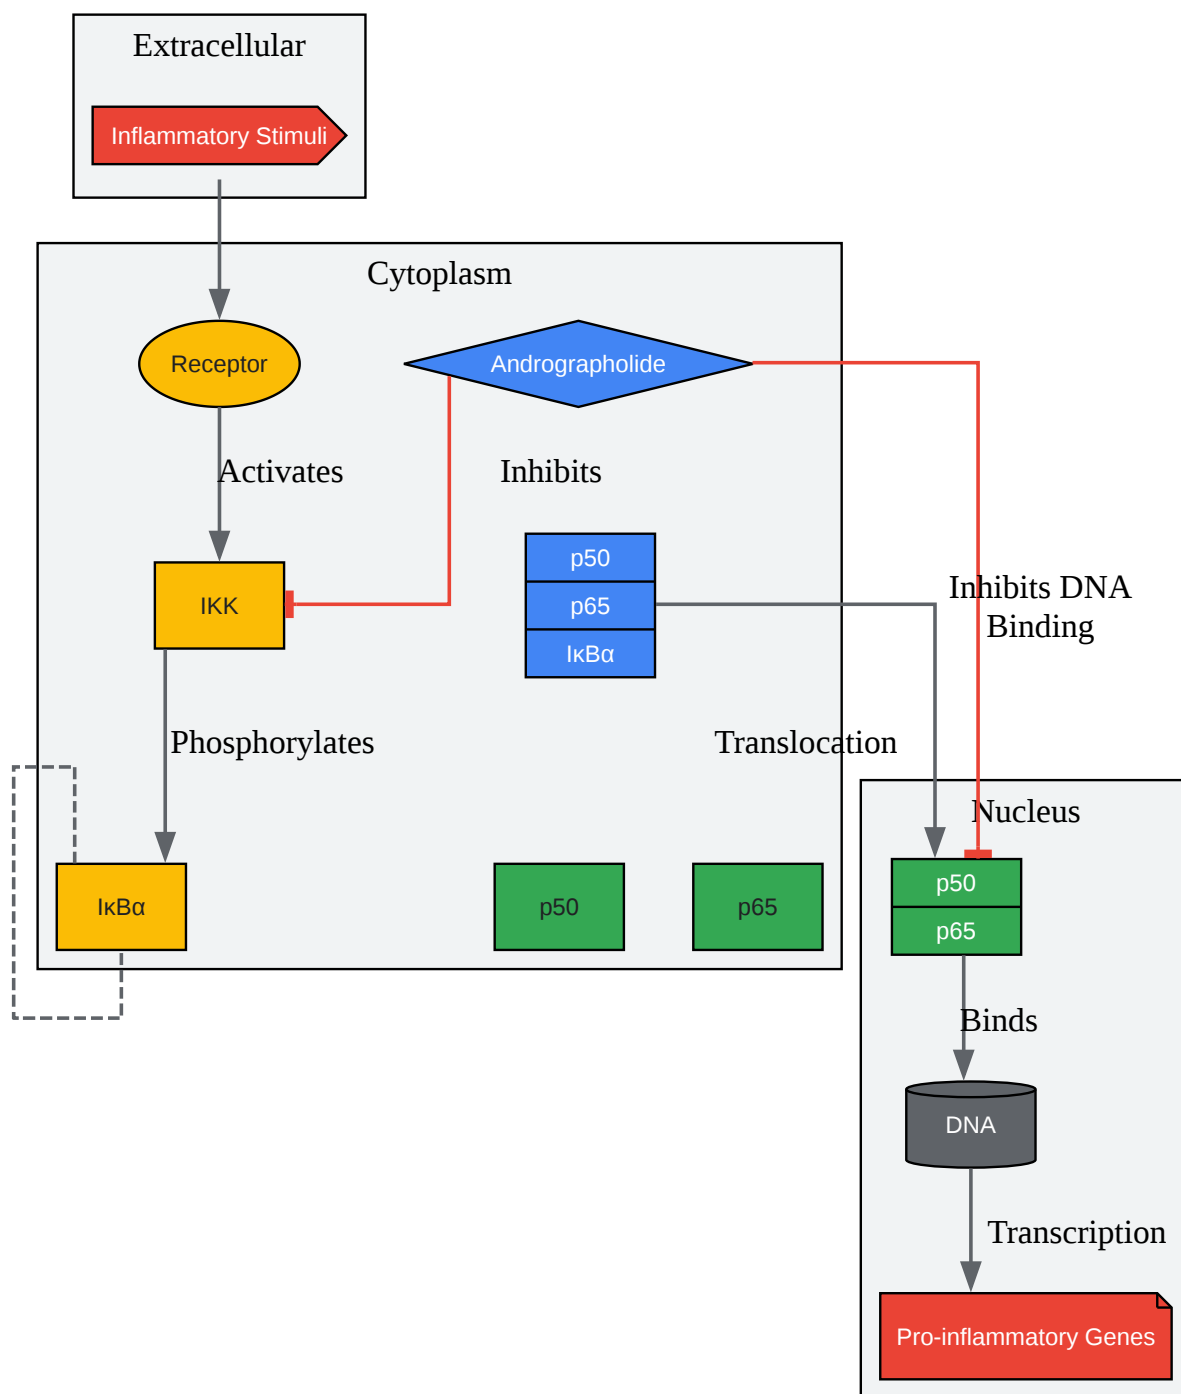 Extracellular
Inflammatory Stimuli
Cytoplasm
Receptor
Andrographolide
Activates
Inhibits
p50
p65
IκBα
IKK
Inhibits DNA
Binding
Phosphorylates
Translocation
Nucleus
IκBα
p50
p65
p50
p65
Binds
DNA
Transcription
Pro-inflammatory Genes